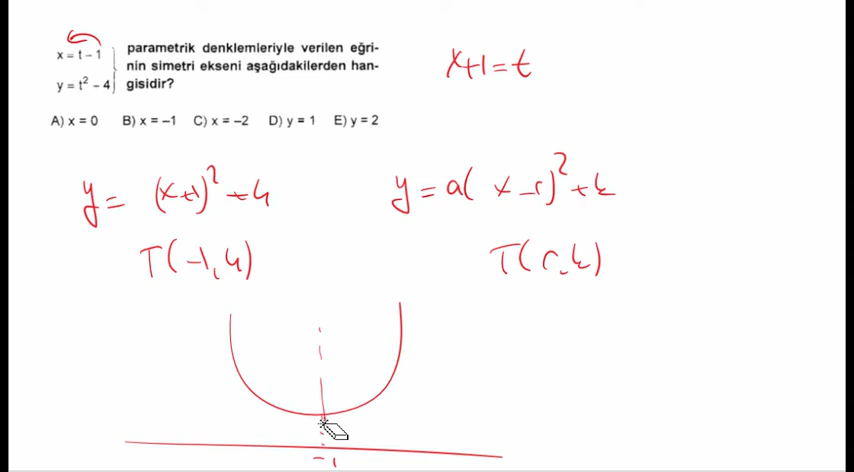 x = t – 1
y = t² – 4
parametrik denklemleriyle verilen eğri-
nin simetri ekseni aşağıdakilerden han-
gisidir?
A) x = 0 B) x = –1 C) x = –2 D) y = 1 E) y = 2
x+1 = t
y = (x+1)² + 4
T(-1, 4)
y = a(x-r)² + k
T(r, k)
-1